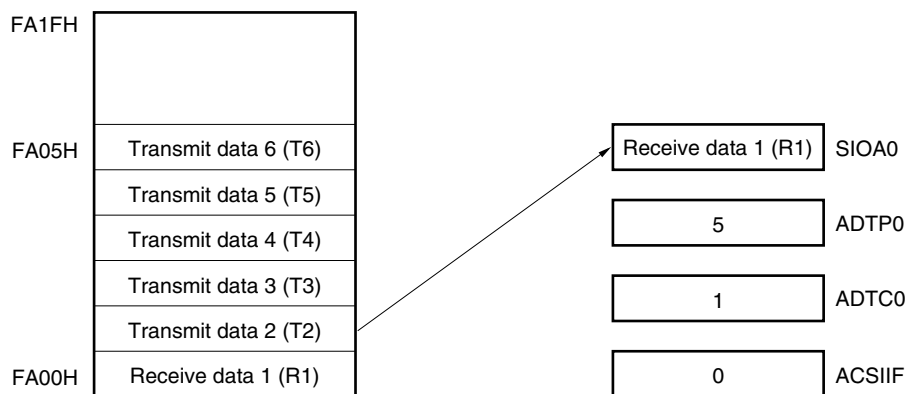 FA1FH
FA05H
Transmit data 6 (T6)
Receive data 1 (R1)
SIOA0
Transmit data 5 (T5)
5
ADTP0
Transmit data 4 (T4)
Transmit data 3 (T3)
1
ADTC0
Transmit data 2 (T2)
FA00H
Receive data 1 (R1)
0
ACSIIF